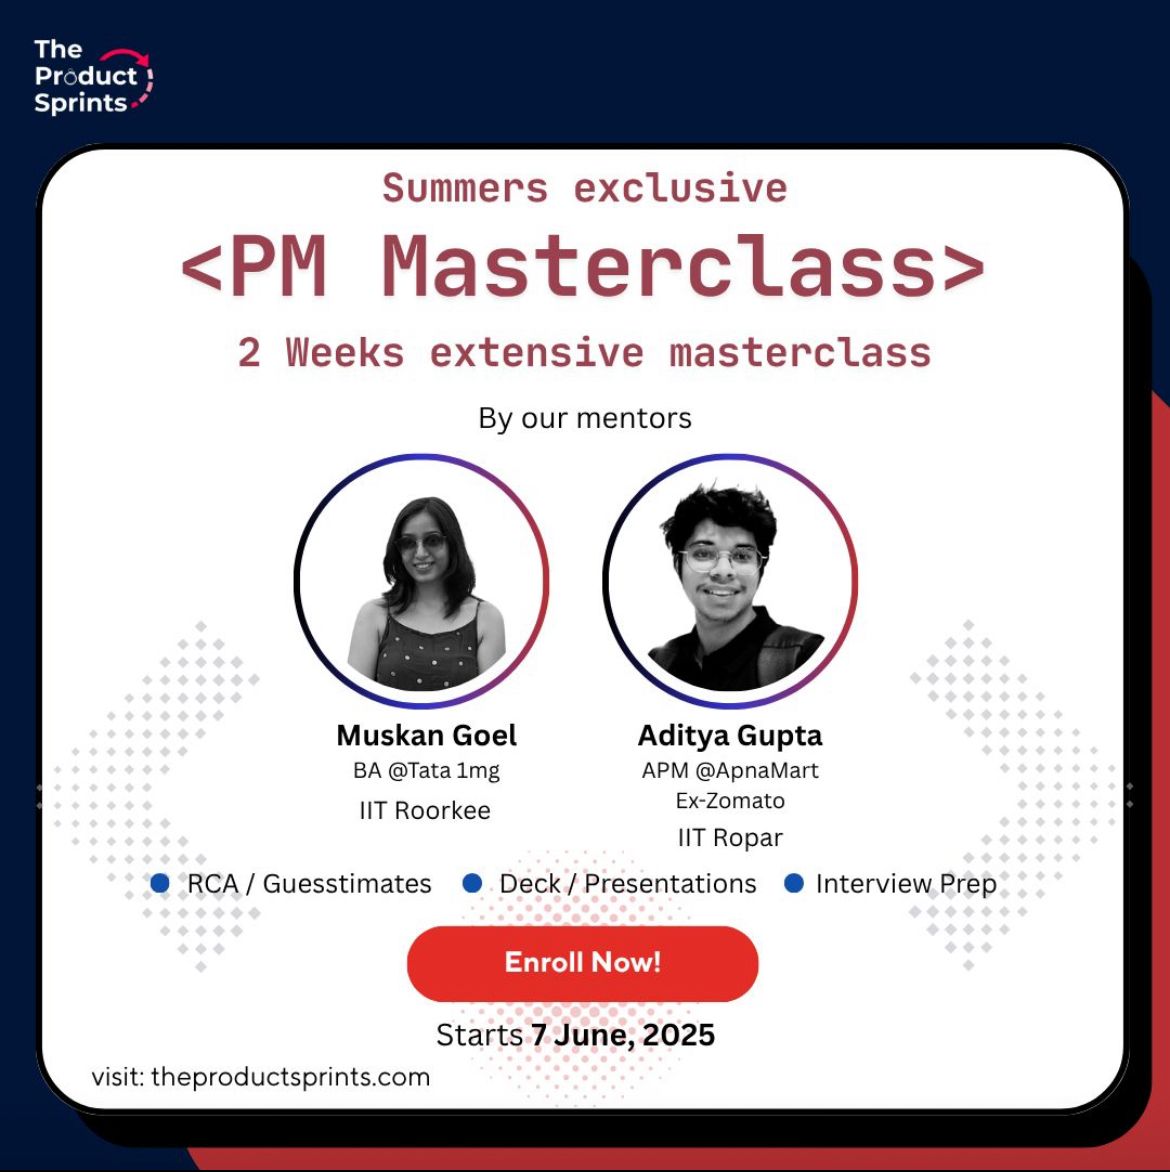 The
Product
Sprints
Summers exclusive
<PM Masterclass>
2 Weeks extensive masterclass
By our mentors
Muskan Goel
BA @Tata 1mg
IIT Roorkee
Aditya Gupta
APM @ApnaMart
Ex-Zomato
IIT Ropar
RCA / Guesstimates
Deck / Presentations
Interview Prep
Enroll Now!
Starts 7 June, 2025
visit: theproductsprints.com